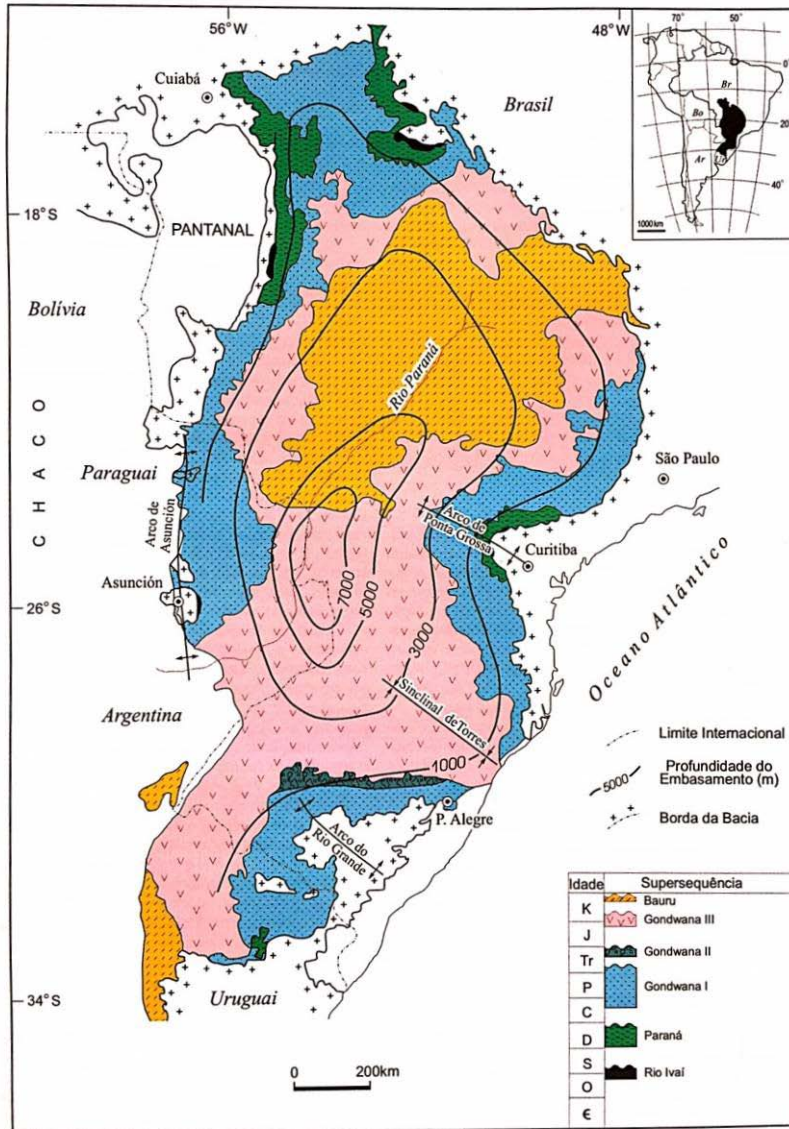 56°W
48°W
70°
50°
0°
20°
40°
Br
Bo
Ar
Ur
1000km
Cuiabá
Brasil
18°S
PANTANAL
Bolívia
Rio Paraná
CHACO
Paraguai
São Paulo
Arco de
Asunción
Arco de
Ponta Grossa
Curitiba
Asunción
26°S
7000
5000
3000
Oceano Atlântico
Sinclinal de Torres
Argentina
1000
P. Alegre
Arco do
Rio Grande
Limite Internacional
5000
Profundidade do
Embasamento (m)
Borda da Bacia
Uruguai
34°S
0 200km
Idade Supersequência
K Bauru
Gondwana III
J
Tr Gondwana II
P Gondwana I
C
D Paraná
S
O Rio Ivaí
Є